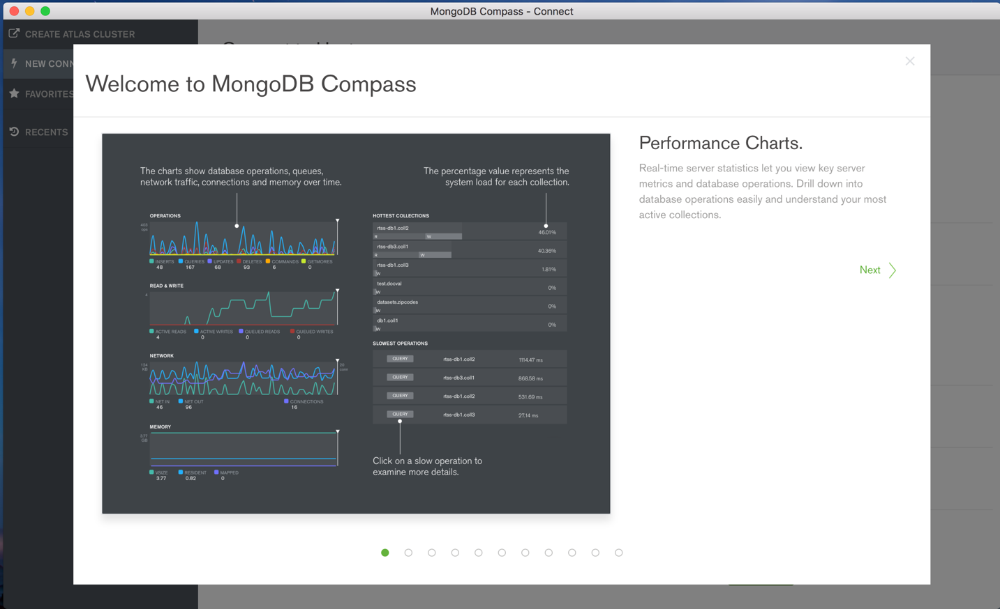 MongoDB Compass - Connect
CREATE ATLAS CLUSTER
NEW CONN
FAVORITES
RECENTS
Welcome to MongoDB Compass
The charts show database operations, queues,
network traffic, connections and memory over time.
The percentage value represents the
system load for each collection.
OPERATIONS
403
ops
INSERTS QUERIES UPDATES DELETES COMMANDS GETMORES
48 167 68 93 6 0
READ & WRITE
4
ACTIVE READS ACTIVE WRITES QUEUED READS QUEUED WRITES
4 0 0 0
NETWORK
134
KB
20
conn
NET IN NET OUT CONNECTIONS
46 96 16
MEMORY
3.77
GB
VSIZE RESIDENT MAPPED
3.77 0.82 0
HOTTEST COLLECTIONS
rtss-db1.coll2 46.01%
R W
rtss-db3.coll1 40.36%
R W
rtss-db1.coll3 1.81%
W
test.docval 0%
W
datasets.zipcodes 0%
W
db1.coll1 0%
W
SLOWEST OPERATIONS
QUERY rtss-db1.coll2 1114.47 ms
QUERY rtss-db3.coll1 868.58 ms
QUERY rtss-db1.coll2 531.69 ms
QUERY rtss-db1.coll3 27.14 ms
Click on a slow operation to
examine more details.
Performance Charts.
Real-time server statistics let you view key server
metrics and database operations. Drill down into
database operations easily and understand your most
active collections.
Next